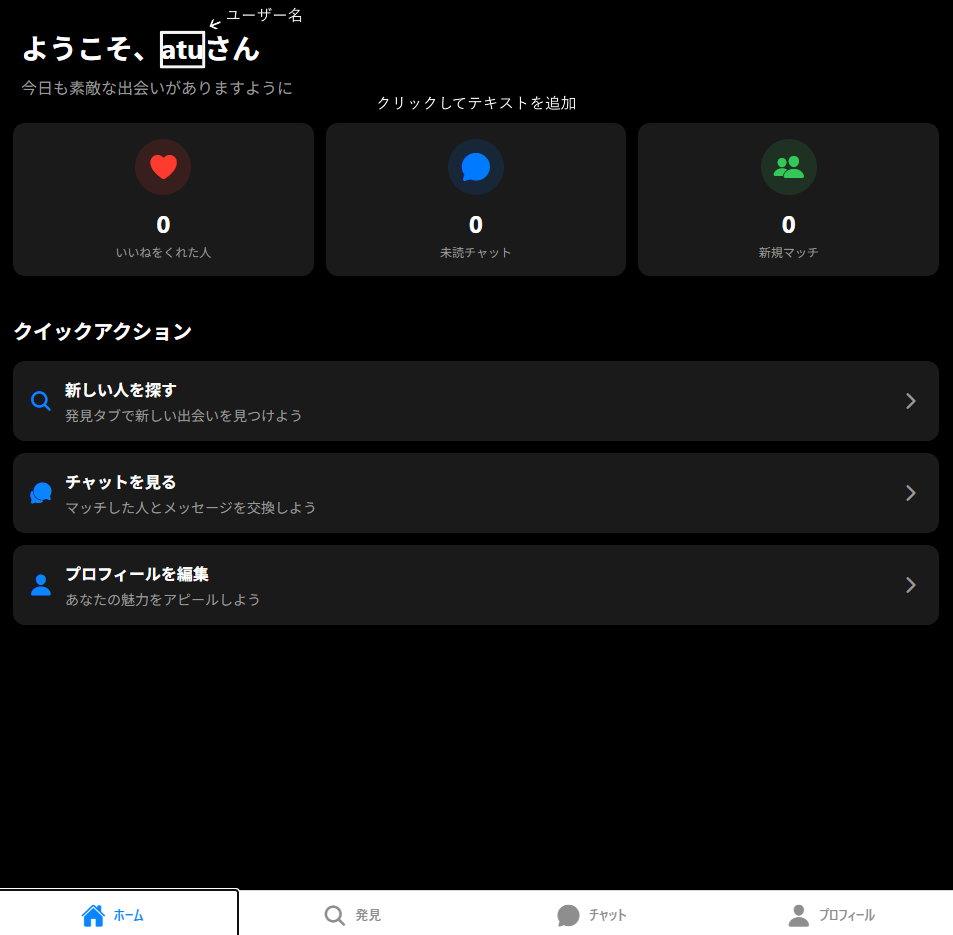 ユーザー名
ようこそ、atuさん
今日も素敵な出会いがありますように
クリックしてテキストを追加
0
いいねをくれた人
0
未読チャット
0
新規マッチ
クイックアクション
新しい人を探す
発見タブで新しい出会いを見つけよう
チャットを見る
マッチした人とメッセージを交換しよう
プロフィールを編集
あなたの魅力をアピールしよう
ホーム
発見
チャット
プロフィール